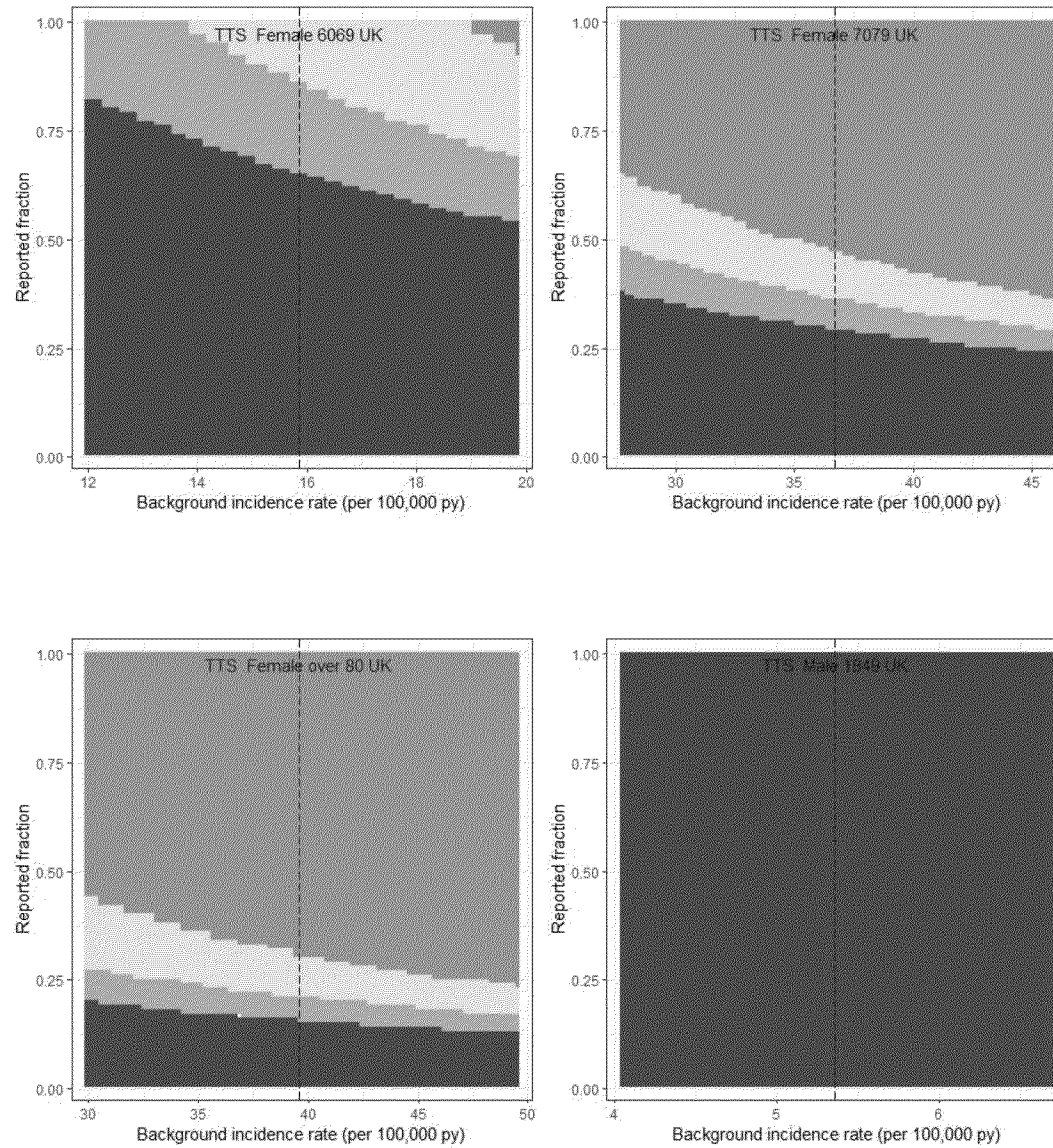 TTS Female 6069 UK
Reported fraction
1.00
0.75
0.50
0.25
0.00
12 14 16 18 20
Background incidence rate (per 100,000 py)
TTS Female 7079 UK
Reported fraction
1.00
0.75
0.50
0.25
0.00
30 35 40 45
Background incidence rate (per 100,000 py)
TTS Female over 80 UK
Reported fraction
1.00
0.75
0.50
0.25
0.00
30 35 40 45 50
Background incidence rate (per 100,000 py)
TTS Male 1849 UK
Reported fraction
1.00
0.75
0.50
0.25
0.00
4 5 6
Background incidence rate (per 100,000 py)